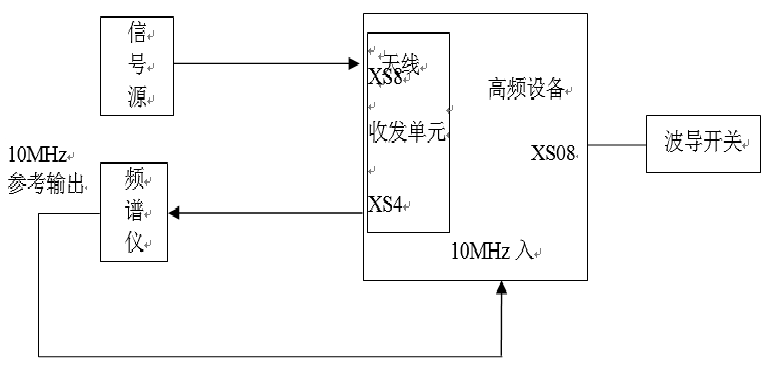 信
号
源
天线
XS8
收发单元
XS4
高频设备
XS08
10MHz 入
波导开关
10MHz
参考输出
频
谱
仪